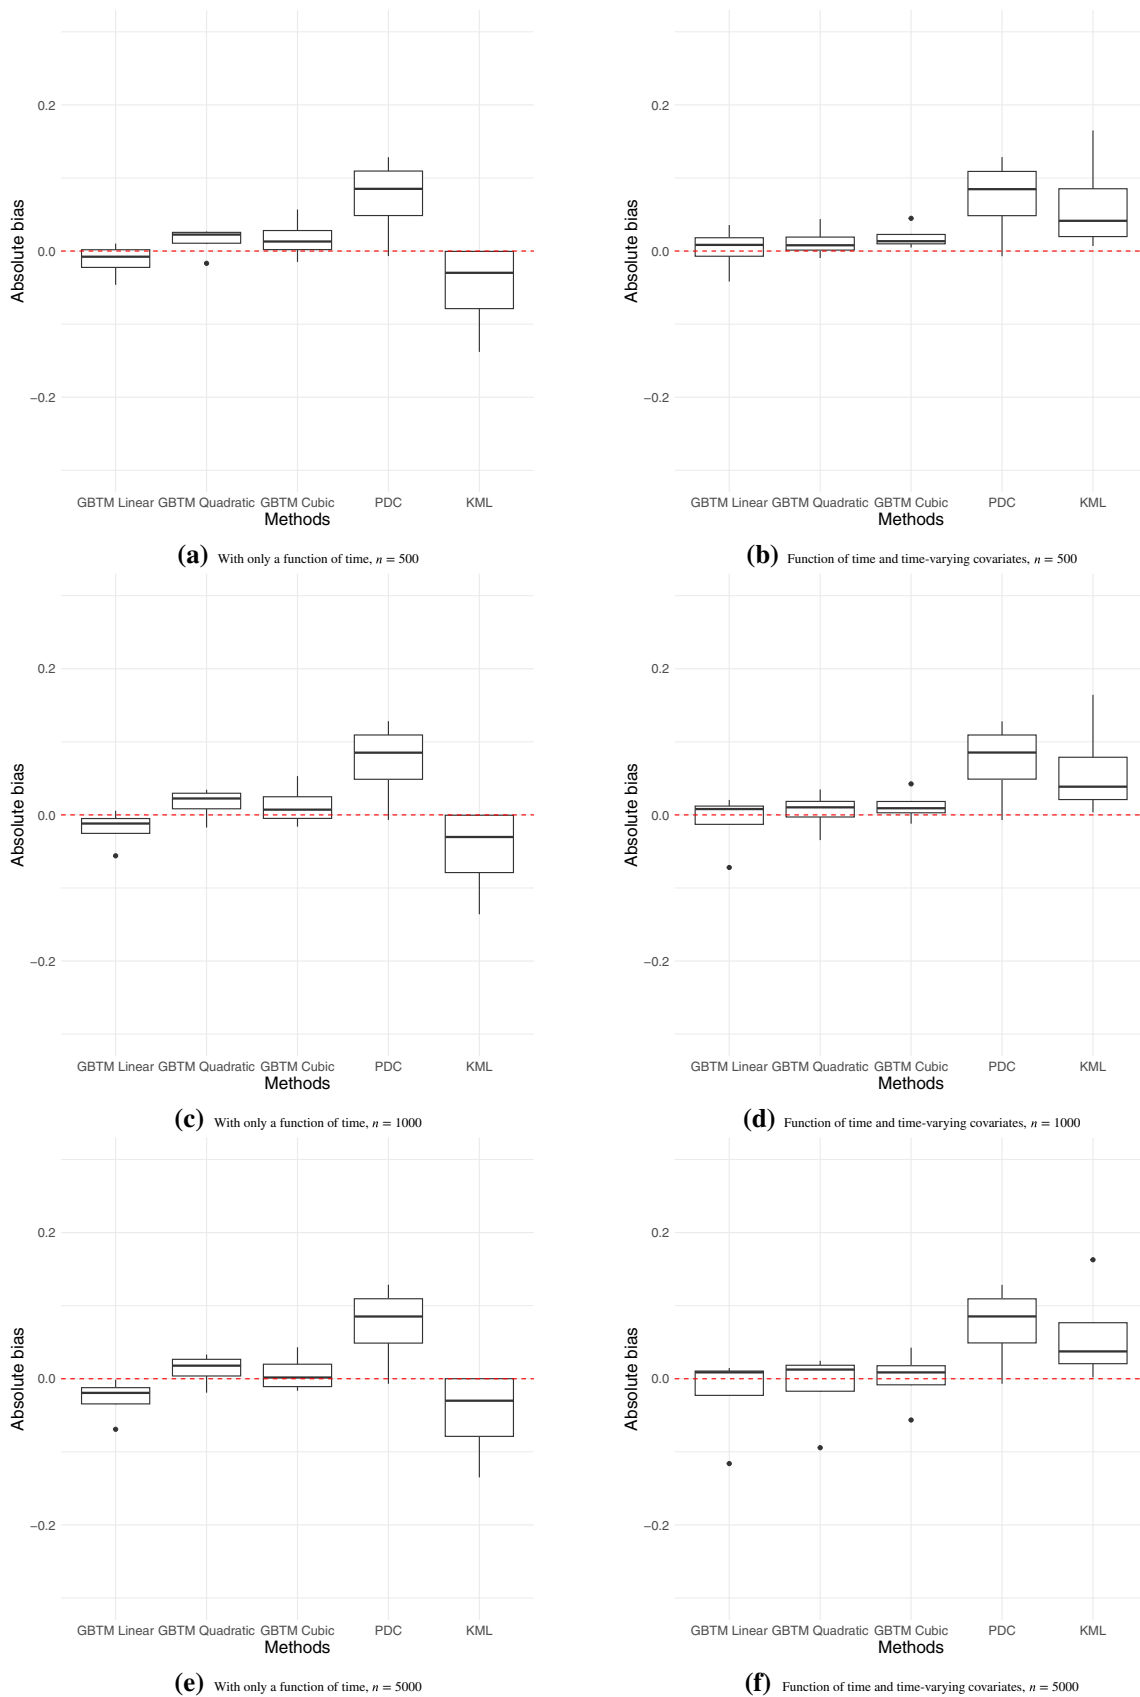 0.2
0.0
−0.2
Absolute bias
GBTM Linear GBTM Quadratic GBTM Cubic PDC KML
Methods
(a) With only a function of time, n = 500
0.2
0.0
−0.2
Absolute bias
GBTM Linear GBTM Quadratic GBTM Cubic PDC KML
Methods
(b) Function of time and time-varying covariates, n = 500
0.2
0.0
−0.2
Absolute bias
GBTM Linear GBTM Quadratic GBTM Cubic PDC KML
Methods
(c) With only a function of time, n = 1000
0.2
0.0
−0.2
Absolute bias
GBTM Linear GBTM Quadratic GBTM Cubic PDC KML
Methods
(d) Function of time and time-varying covariates, n = 1000
0.2
0.0
−0.2
Absolute bias
GBTM Linear GBTM Quadratic GBTM Cubic PDC KML
Methods
(e) With only a function of time, n = 5000
0.2
0.0
−0.2
Absolute bias
GBTM Linear GBTM Quadratic GBTM Cubic PDC KML
Methods
(f) Function of time and time-varying covariates, n = 5000